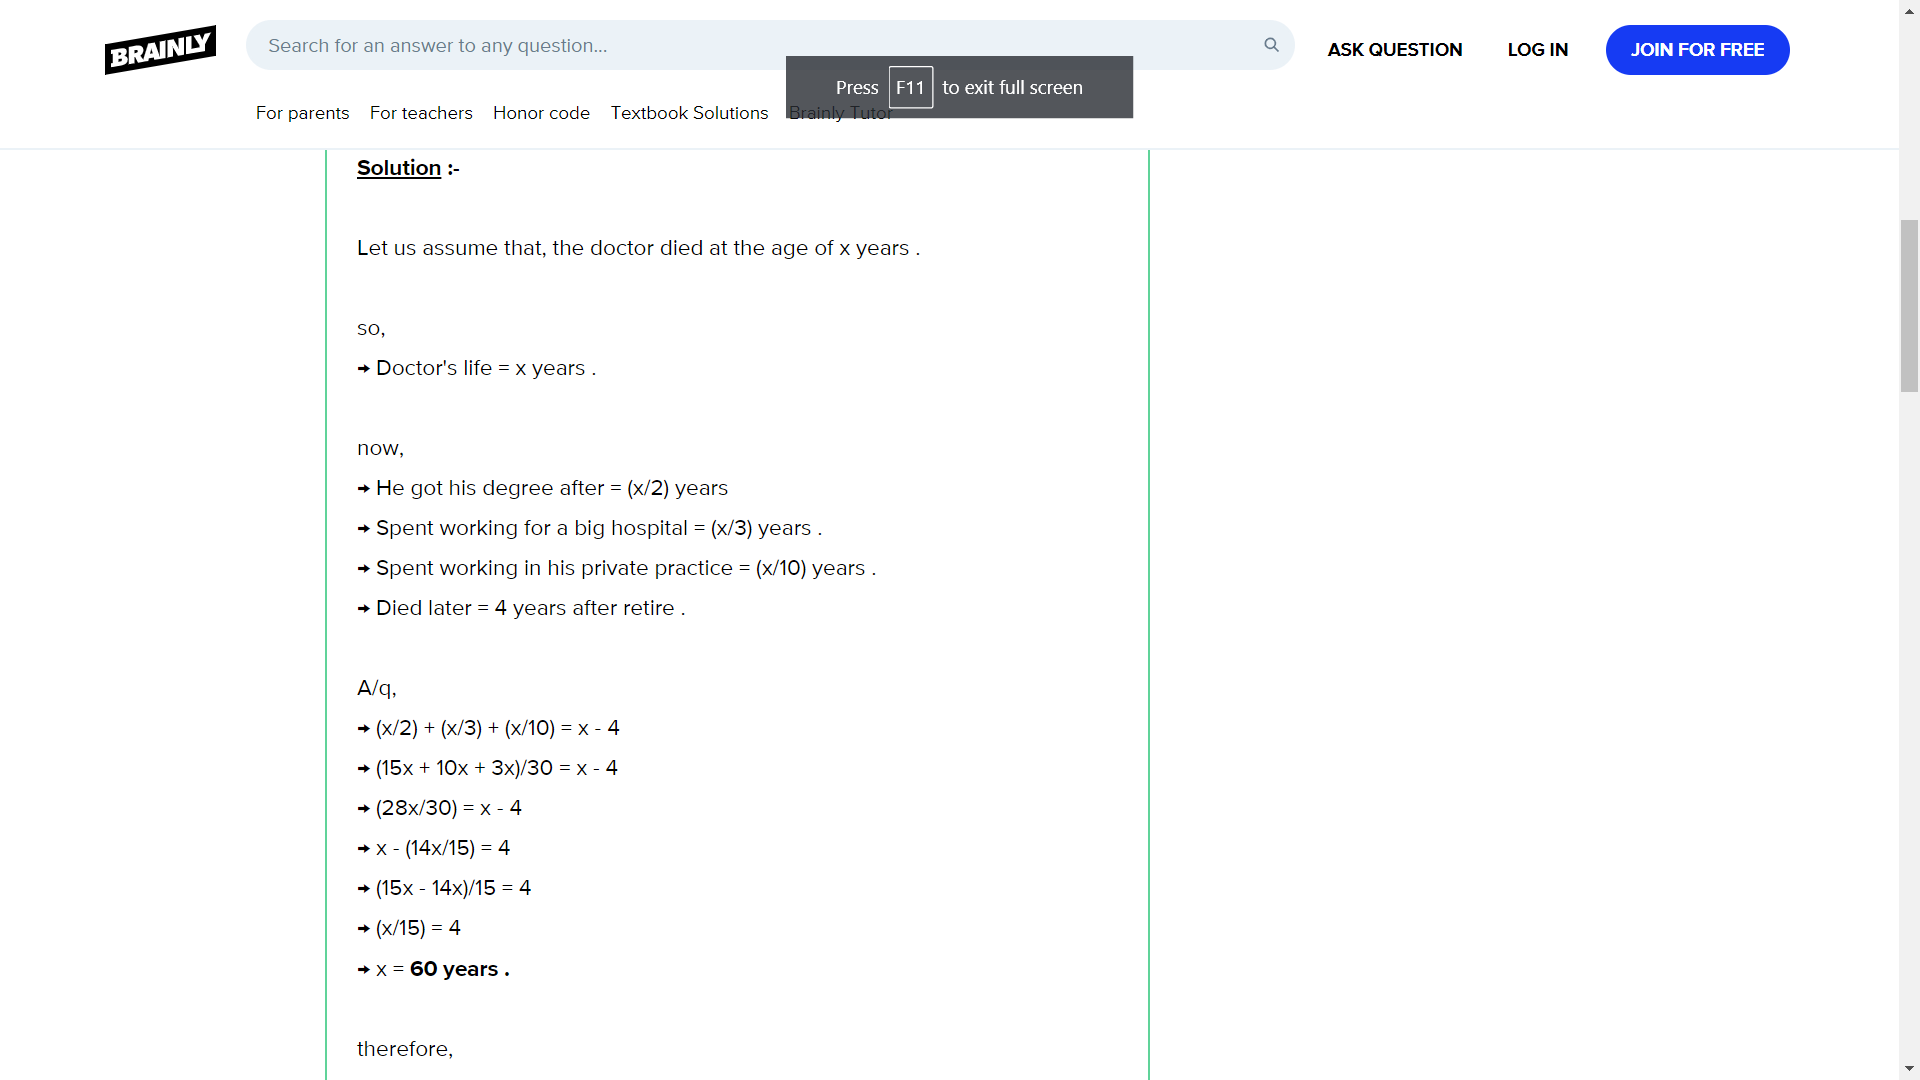 BRAINLY
Search for an answer to any question...
ASK QUESTION
LOG IN
JOIN FOR FREE
Press F11 to exit full screen
For parents
For teachers
Honor code
Textbook Solutions
Brainly Tutor
Solution :-
Let us assume that, the doctor died at the age of x years .
so,
→ Doctor's life = x years .
now,
→ He got his degree after = (x/2) years
→ Spent working for a big hospital = (x/3) years .
→ Spent working in his private practice = (x/10) years .
→ Died later = 4 years after retire .
A/q,
→ (x/2) + (x/3) + (x/10) = x - 4
→ (15x + 10x + 3x)/30 = x - 4
→ (28x/30) = x - 4
→ x - (14x/15) = 4
→ (15x - 14x)/15 = 4
→ (x/15) = 4
→ x = 60 years .
therefore,